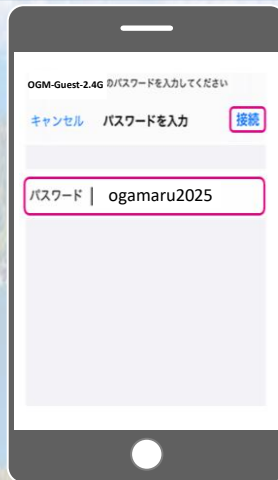 OGM-Guest-2.4G のパスワードを入力してください
キャンセル パスワードを入力 接続
パスワード ogamaru2025